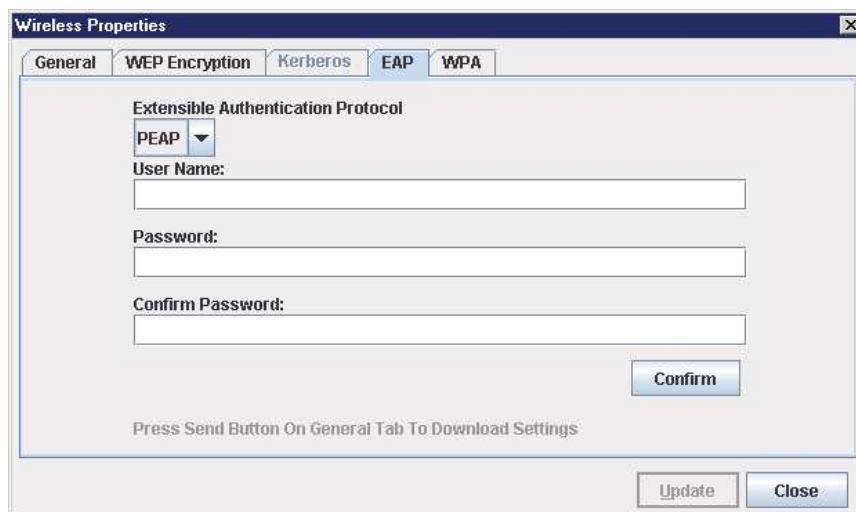 Wireless Properties
General WEP Encryption Kerberos EAP WPA
Extensible Authentication Protocol
PEAP
User Name:
Password:
Confirm Password:
Confirm
Press Send Button On General Tab To Download Settings
Update Close